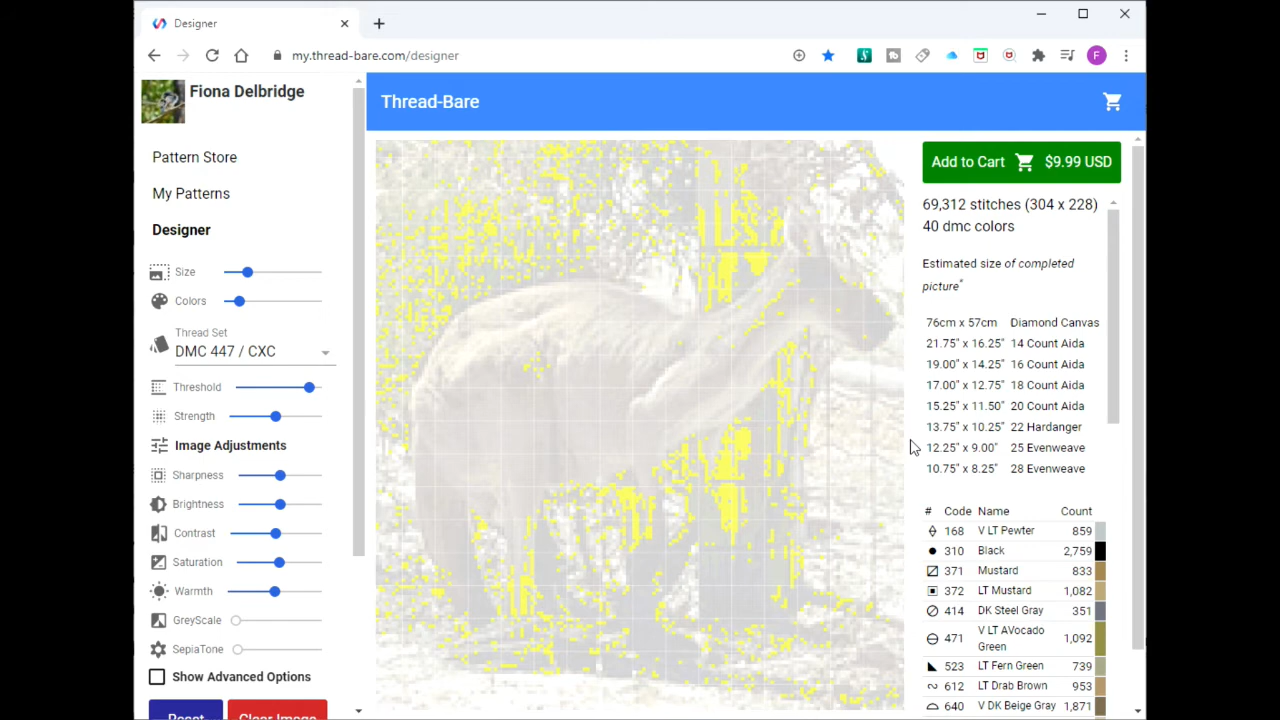 Designer
my.thread-bare.com/designer
F
Fiona Delbridge
Pattern Store
My Patterns
Designer
Size
Colors
Thread Set
DMC 447 / CXC
Threshold
Strength
Image Adjustments
Sharpness
Brightness
Contrast
Saturation
Warmth
GreyScale
SepiaTone
Show Advanced Options
Reset
Clear Image
Thread-Bare
Add to Cart $9.99 USD
69,312 stitches (304 x 228)
40 dmc colors
Estimated size of completed
picture*
76cm x 57cm Diamond Canvas
21.75" x 16.25" 14 Count Aida
19.00" x 14.25" 16 Count Aida
17.00" x 12.75" 18 Count Aida
15.25" x 11.50" 20 Count Aida
13.75" x 10.25" 22 Hardanger
12.25" x 9.00" 25 Evenweave
10.75" x 8.25" 28 Evenweave
# Code Name Count
168 V LT Pewter 859
310 Black 2,759
371 Mustard 833
372 LT Mustard 1,082
414 DK Steel Gray 351
471 V LT AVocado Green 1,092
523 LT Fern Green 739
612 LT Drab Brown 953
640 V DK Beige Gray 1,871